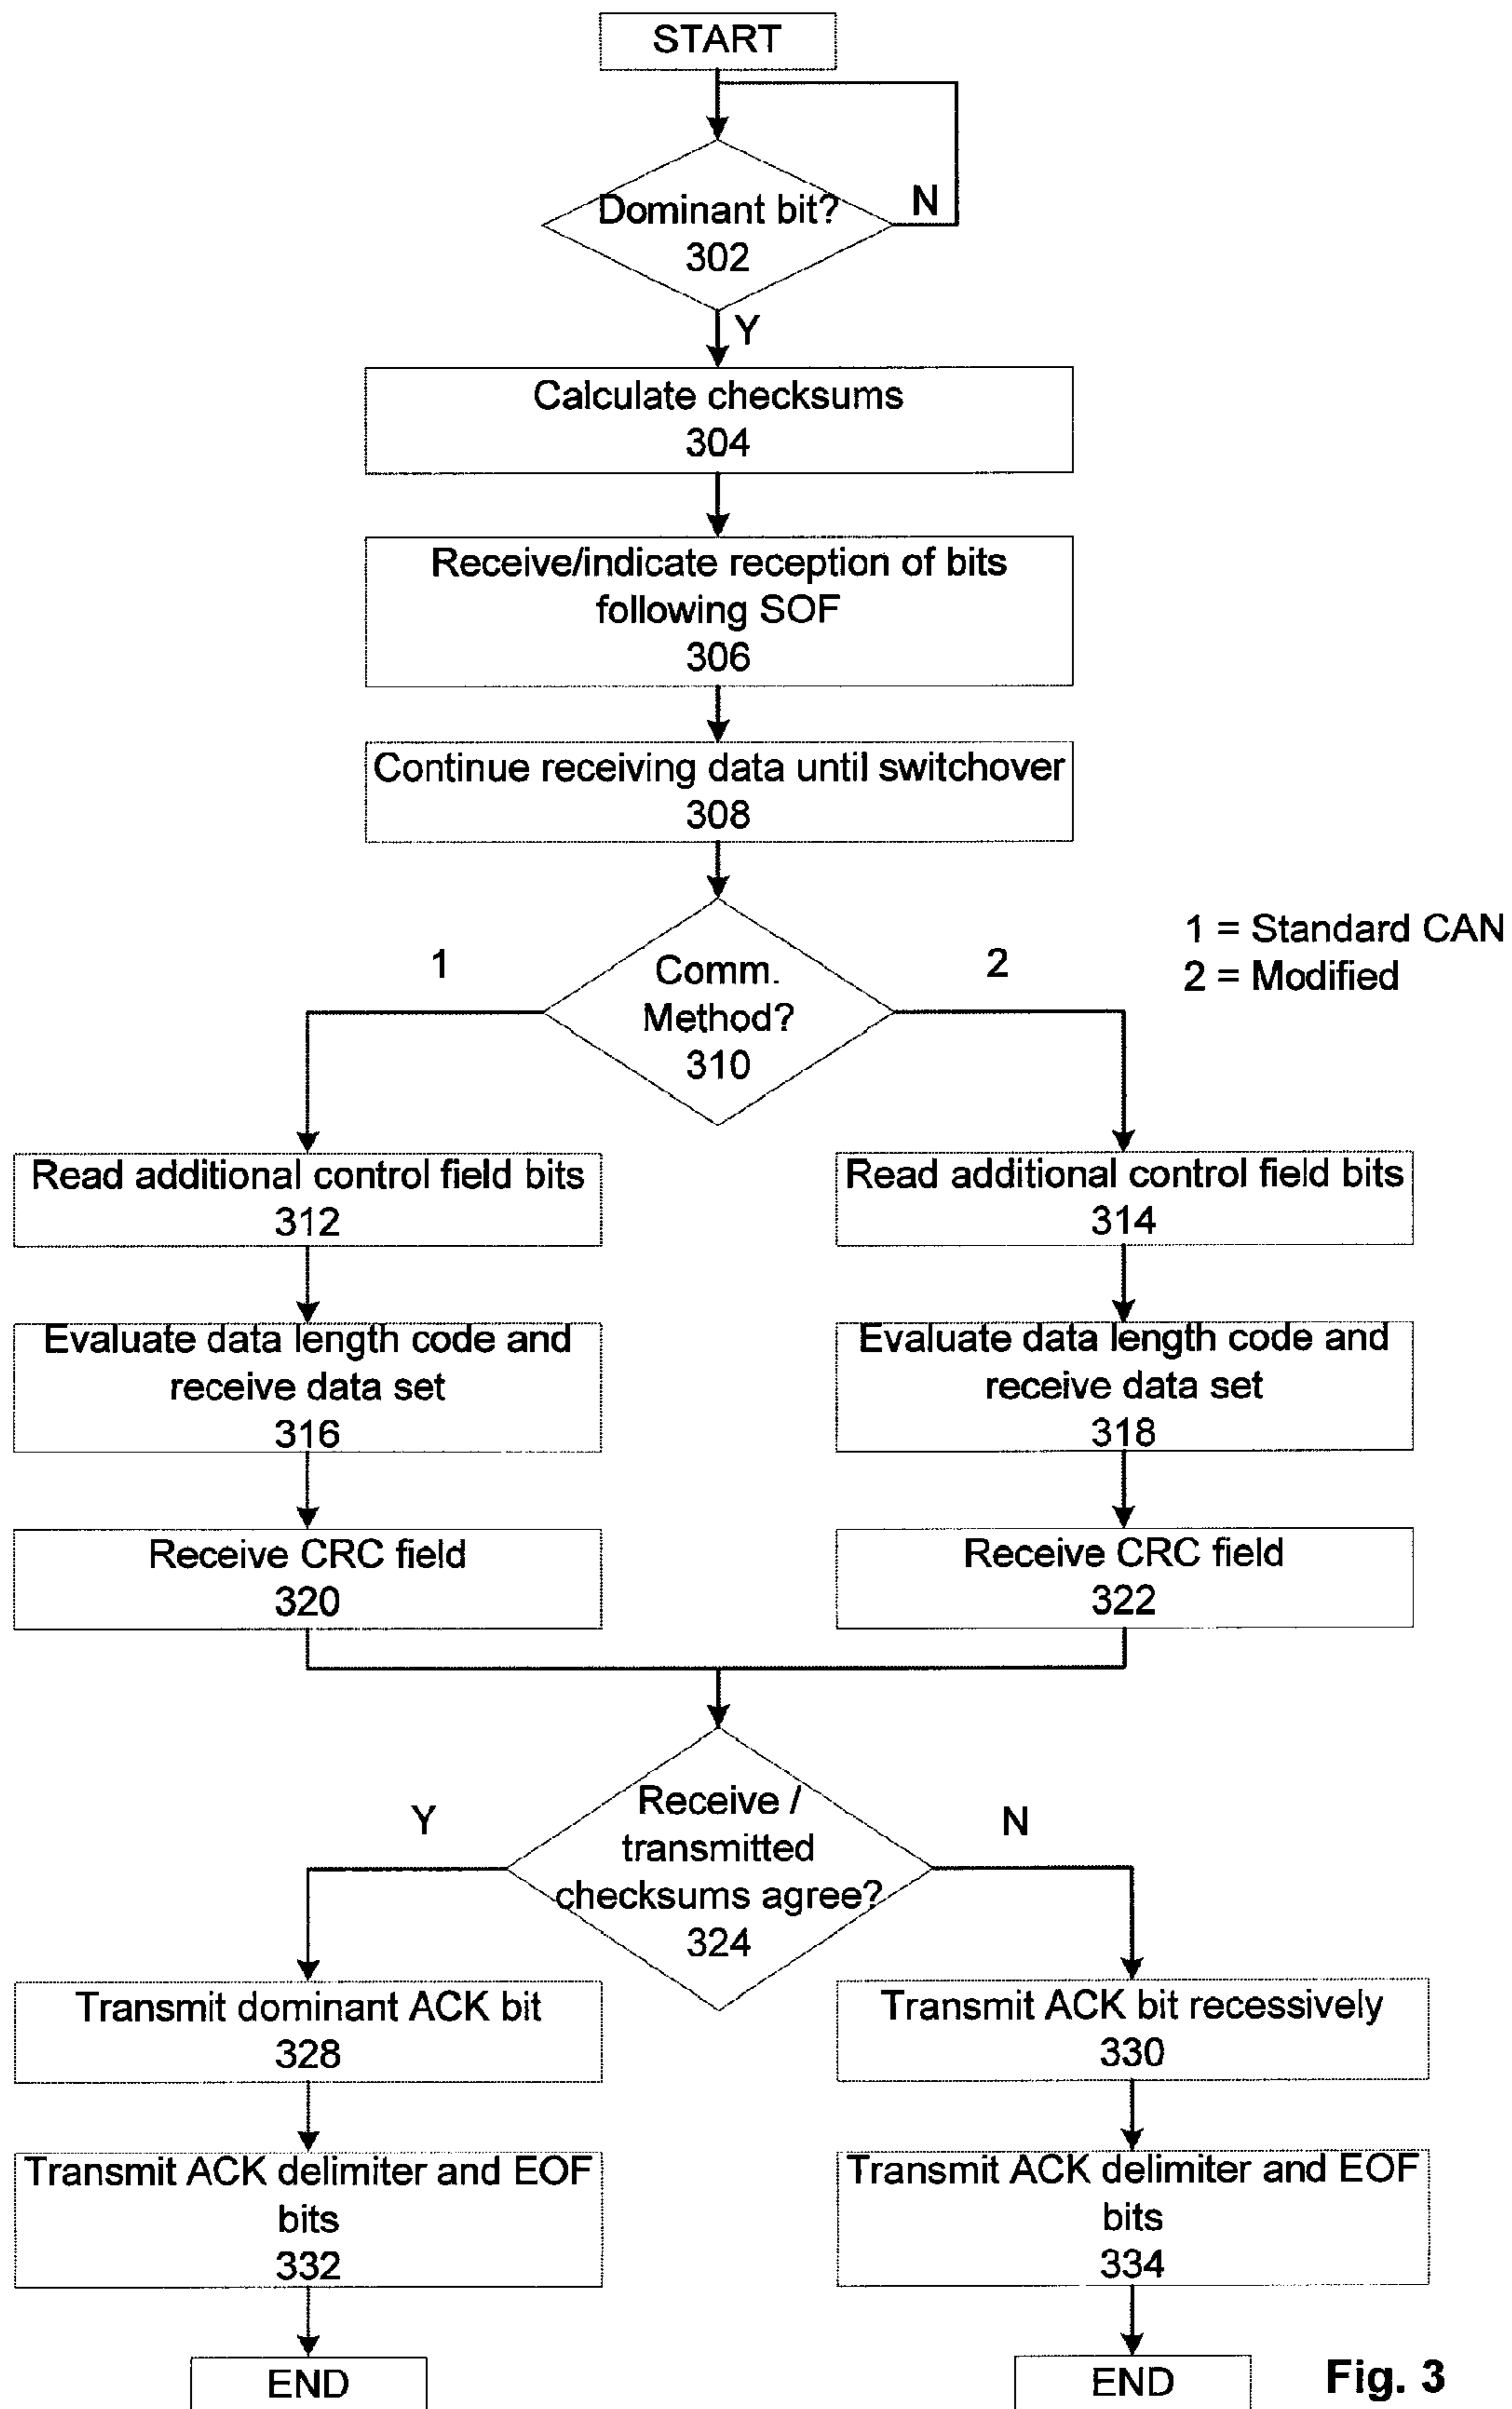 START
Dominant bit?
302
N
Y
Calculate checksums
304
Receive/indicate reception of bits
following SOF
306
Continue receiving data until switchover
308
1
Comm.
Method?
310
2
1 = Standard CAN
2 = Modified
Read additional control field bits
312
Read additional control field bits
314
Evaluate data length code and
receive data set
316
Evaluate data length code and
receive data set
318
Receive CRC field
320
Receive CRC field
322
Y
Receive /
transmitted
checksums agree?
324
N
Transmit dominant ACK bit
328
Transmit ACK bit recessively
330
Transmit ACK delimiter and EOF
bits
332
Transmit ACK delimiter and EOF
bits
334
END
END
Fig. 3